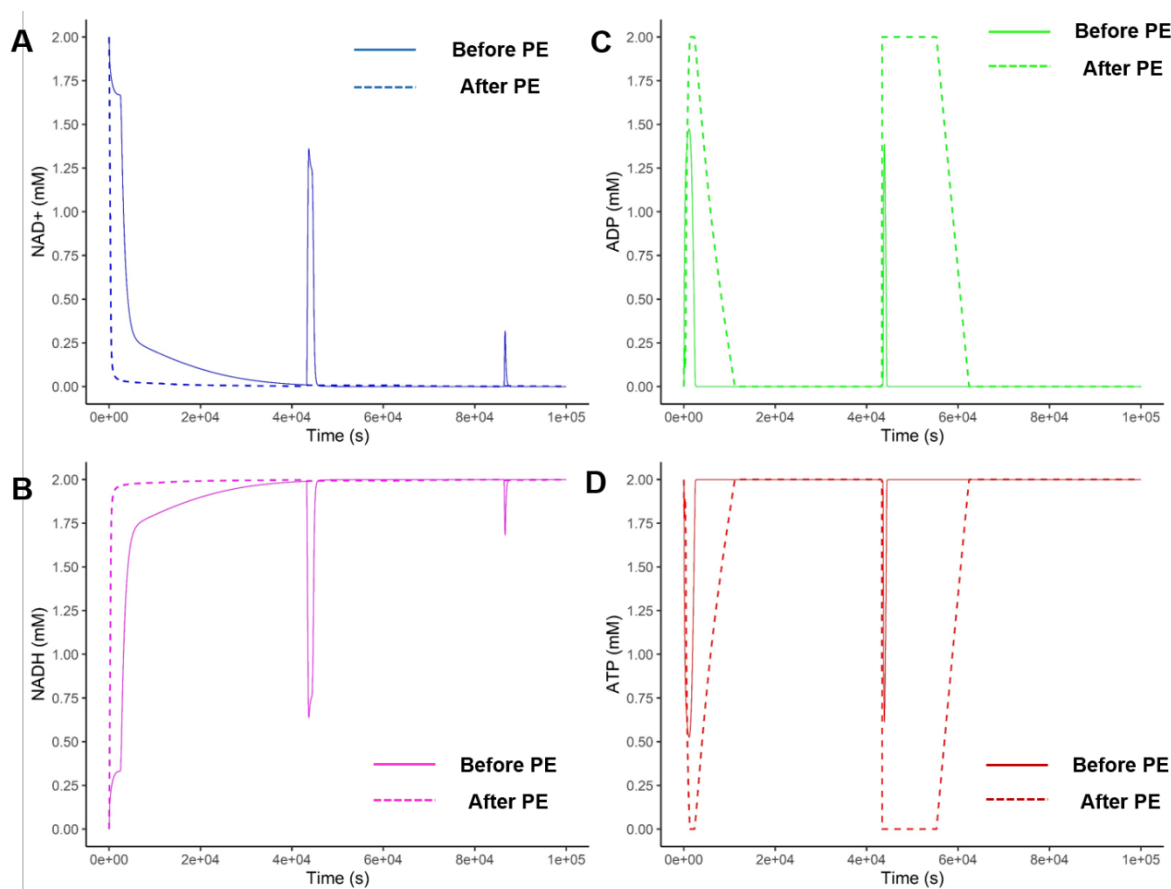 A
2.00
1.75
1.50
1.25
1.00
0.75
0.50
0.25
0.00
NAD+ (mM)
Before PE
After PE
0e+00 2e+04 4e+04 6e+04 8e+04 1e+05
Time (s)
C
2.00
1.75
1.50
1.25
1.00
0.75
0.50
0.25
0.00
ADP (mM)
Before PE
After PE
0e+00 2e+04 4e+04 6e+04 8e+04 1e+05
Time (s)
B
2.00
1.75
1.50
1.25
1.00
0.75
0.50
0.25
0.00
NADH (mM)
Before PE
After PE
0e+00 2e+04 4e+04 6e+04 8e+04 1e+05
Time (s)
D
2.00
1.75
1.50
1.25
1.00
0.75
0.50
0.25
0.00
ATP (mM)
Before PE
After PE
0e+00 2e+04 4e+04 6e+04 8e+04 1e+05
Time (s)